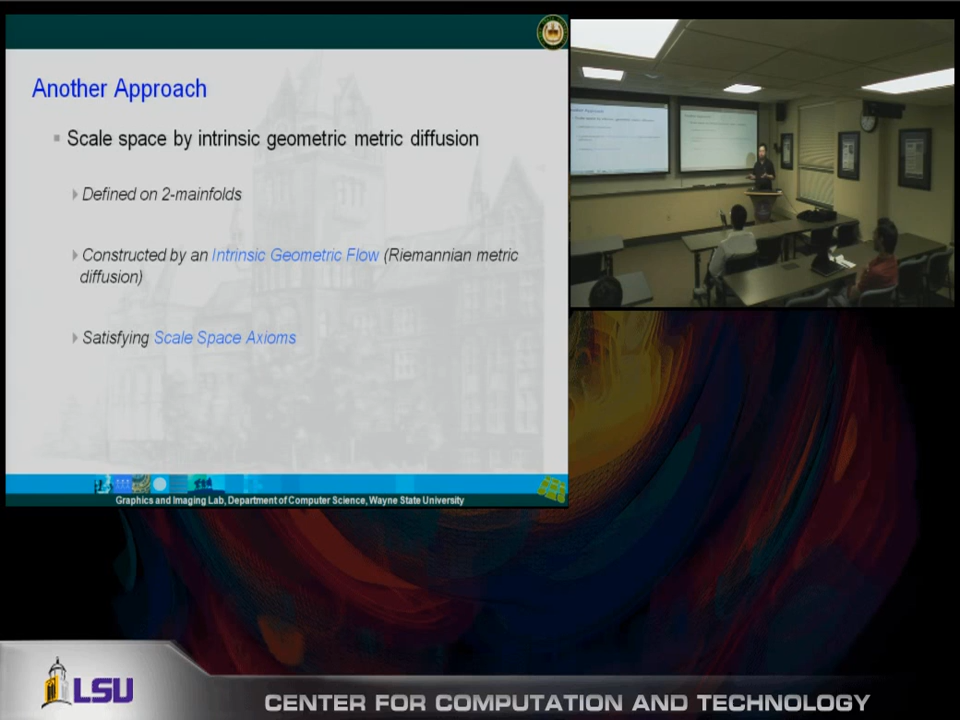 Another Approach
Scale space by intrinsic geometric metric diffusion
Defined on 2-mainfolds
Constructed by an Intrinsic Geometric Flow (Riemannian metric
diffusion)
Satisfying Scale Space Axioms
Graphics and Imaging Lab, Department of Computer Science, Wayne State University
LSU
CENTER FOR COMPUTATION AND TECHNOLOGY